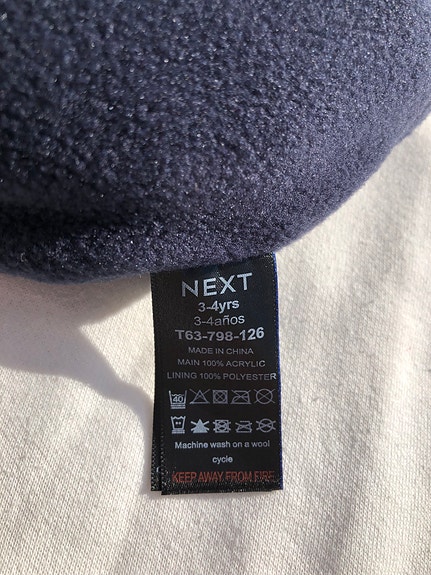 NEXT
3-4yrs
3-4años
T63-798-126
MADE IN CHINA
MAIN 100% ACRYLIC
LINING 100% POLYESTER
40
Machine wash on a wool
cycle
KEEP AWAY FROM FIRE